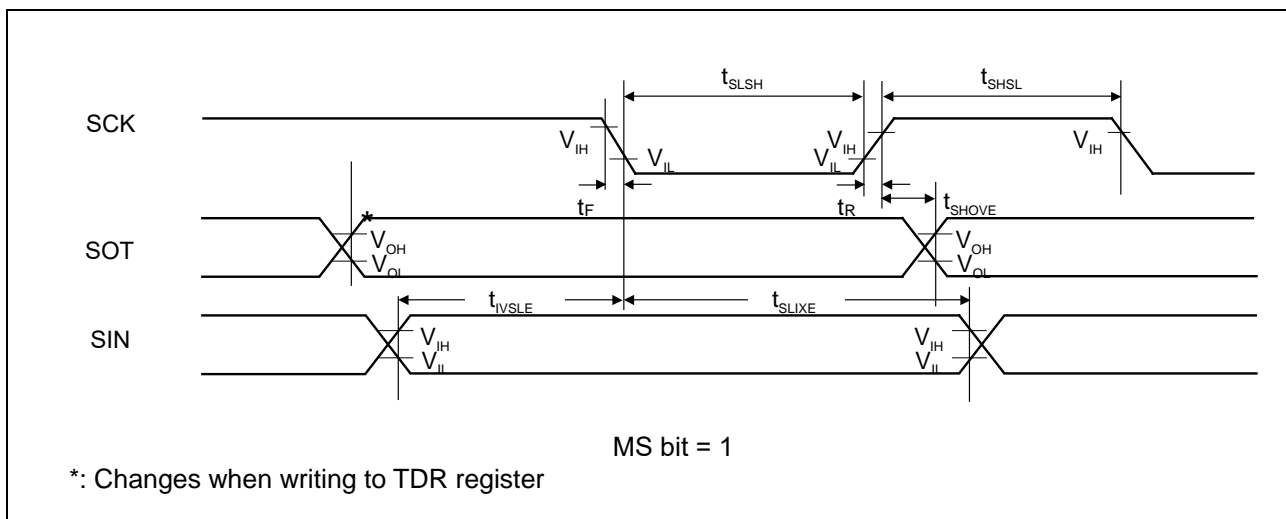 tSLSH tSHSL
SCK
VIH VIL VIH VIL VIH
tF tR tSHOVE
*
SOT
VOH VOL VOH VOL
tIVSLE tSLIXE
SIN
VIH VIL VIH VIL
MS bit = 1
*: Changes when writing to TDR register